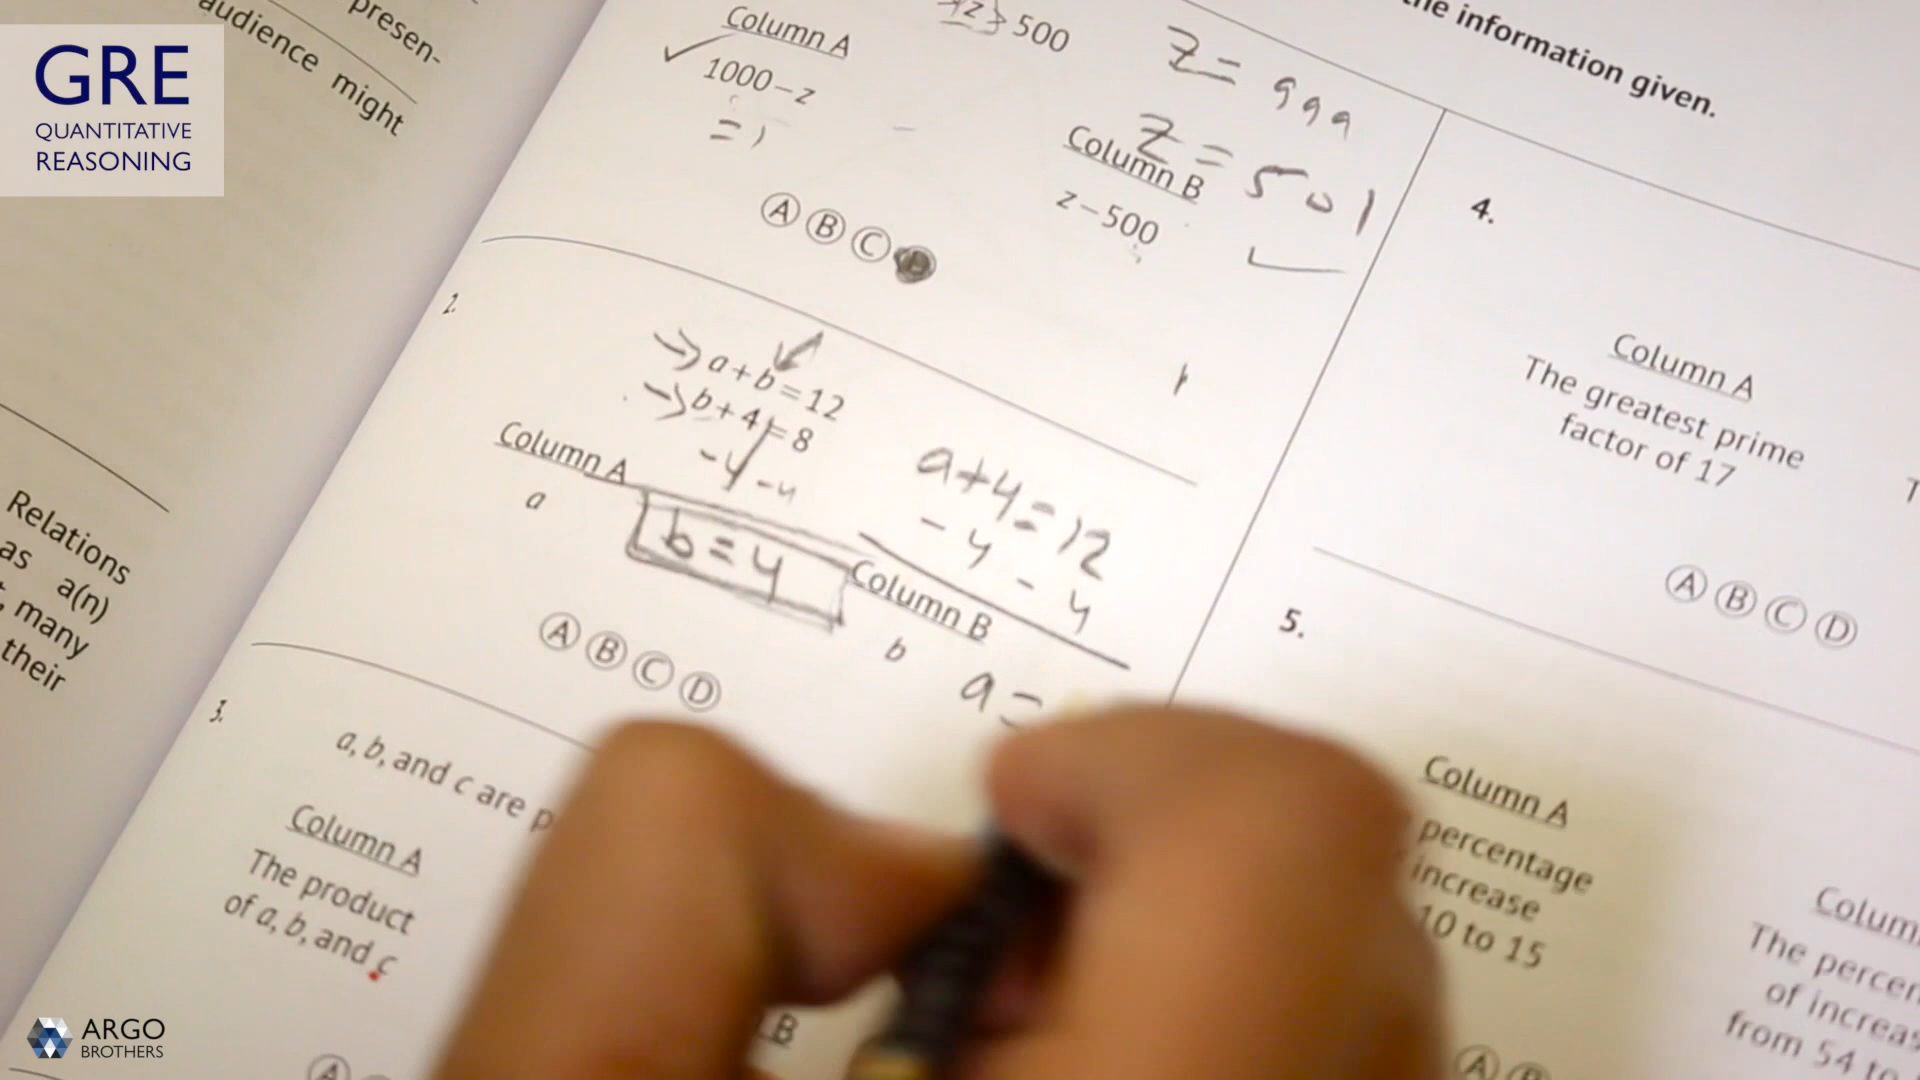 GRE
QUANTITATIVE
REASONING
presen-
audience might
Relations
as a(n)
many
their
the information given.
500
Column A
1000 – z
=
Z = 999
Z = 501
Column B
z – 500
A B C
2.
a + b = 12
b + 4 = 8
-4 -4
Column A
a
b = 4
a+4=12
- 4 - 4
Column B
b
a =
A B C D
3.
a, b, and c are p
Column A
The product
of a, b, and c
B
A
4.
Column A
The greatest prime
factor of 17
A B C D
5.
Column A
percentage
increase
10 to 15
Colum
The percen
of increas
from 54 to
A B
ARGO
BROTHERS